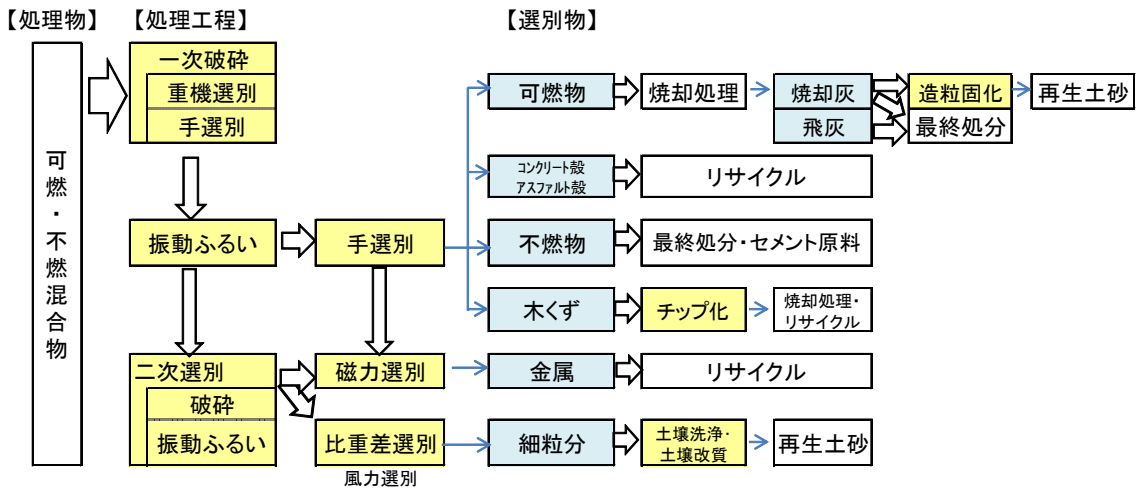 【処理物】 【処理工程】 【選別物】
可燃・不燃混合物
一次破砕
重機選別
手選別
振動ふるい
手選別
二次選別
破砕
振動ふるい
磁力選別
比重差選別
風力選別
可燃物
焼却処理
焼却灰
飛灰
造粒固化
最終処分
再生土砂
コンクリート殻
アスファルト殻
リサイクル
不燃物
最終処分・セメント原料
木くず
チップ化
焼却処理・
リサイクル
金属
リサイクル
細粒分
土壌洗浄・
土壌改質
再生土砂